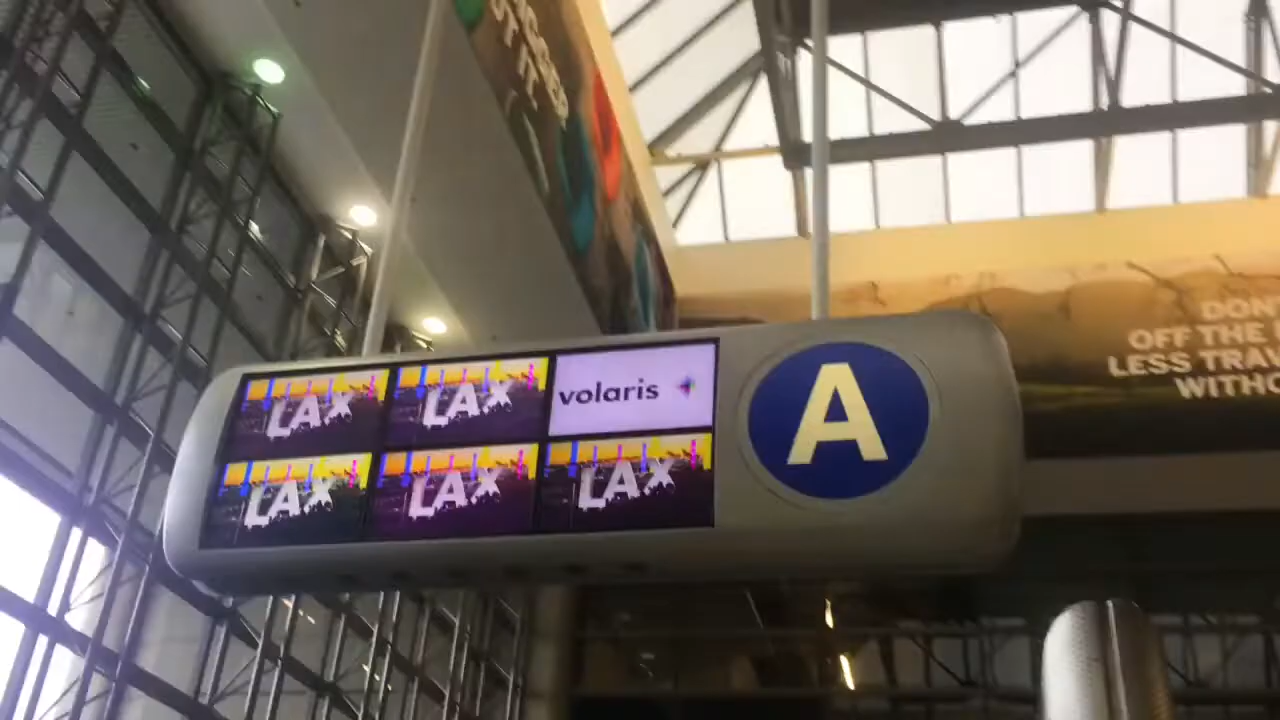 LAX
LAX
volaris
LAX
LAX
LAX
A
OFF THE
LESS TRAV
WITHO
DON'